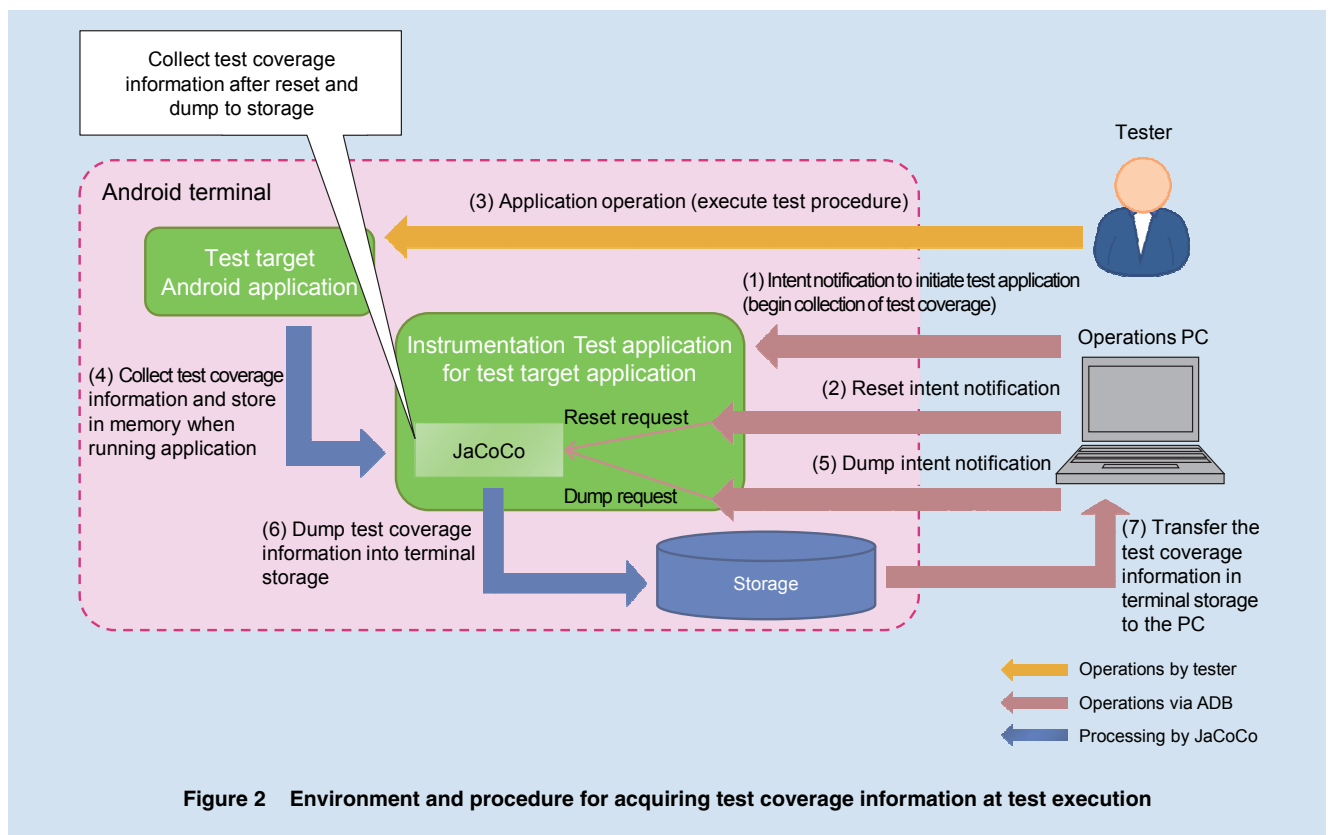 Collect test coverage
information after reset and
dump to storage
Tester
Android terminal
(3) Application operation (execute test procedure)
Test target
Android application
(1) Intent notification to initiate test application
(begin collection of test coverage)
Operations PC
Instrumentation Test application
for test target application
(4) Collect test coverage
information and store
in memory when
running application
(2) Reset intent notification
Reset request
JaCoCo
(5) Dump intent notification
Dump request
(6) Dump test coverage
information into terminal
storage
Storage
(7) Transfer the
test coverage
information in
terminal storage
to the PC
Operations by tester
Operations via ADB
Processing by JaCoCo
Figure 2 Environment and procedure for acquiring test coverage information at test execution